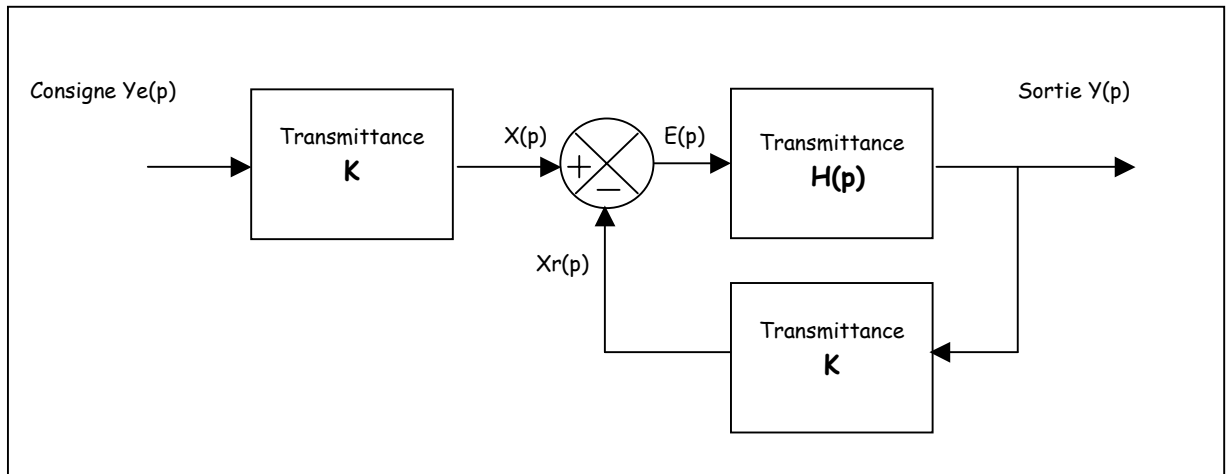 Consigne Ye(p)
Transmittance
K
X(p)
+
−
E(p)
Transmittance
H(p)
Sortie Y(p)
Xr(p)
Transmittance
K